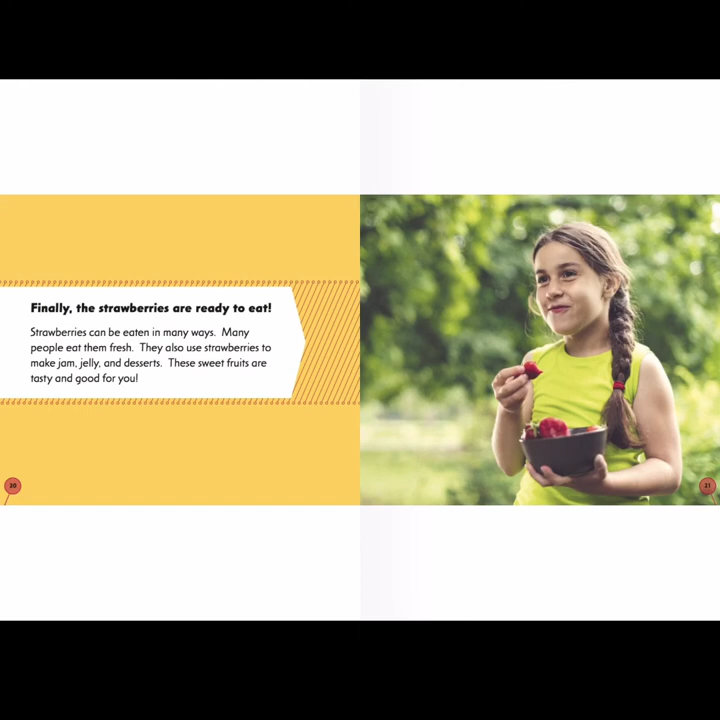 Finally, the strawberries are ready to eat!
Strawberries can be eaten in many ways.  Many
people eat them fresh.  They also use strawberries to
make jam, jelly, and desserts.  These sweet fruits are
tasty and good for you!
20
21